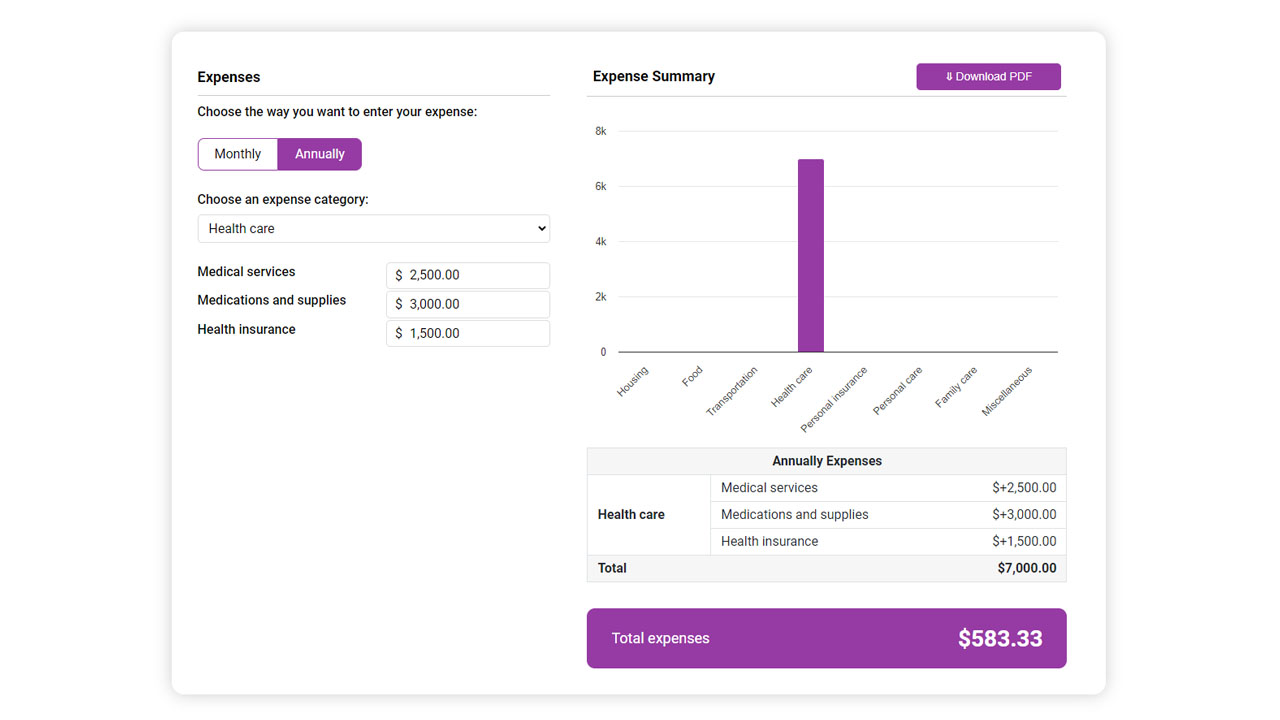 Expenses
Choose the way you want to enter your expense:
Monthly Annually
Choose an expense category:
Health care
Medical services $ 2,500.00
Medications and supplies $ 3,000.00
Health insurance $ 1,500.00
Expense Summary
⇓ Download PDF
8k
6k
4k
2k
0
Housing
Food
Transportation
Health care
Personal insurance
Personal care
Family care
Miscellaneous
Annually Expenses
Health care
Medical services $+2,500.00
Medications and supplies $+3,000.00
Health insurance $+1,500.00
Total $7,000.00
Total expenses $583.33